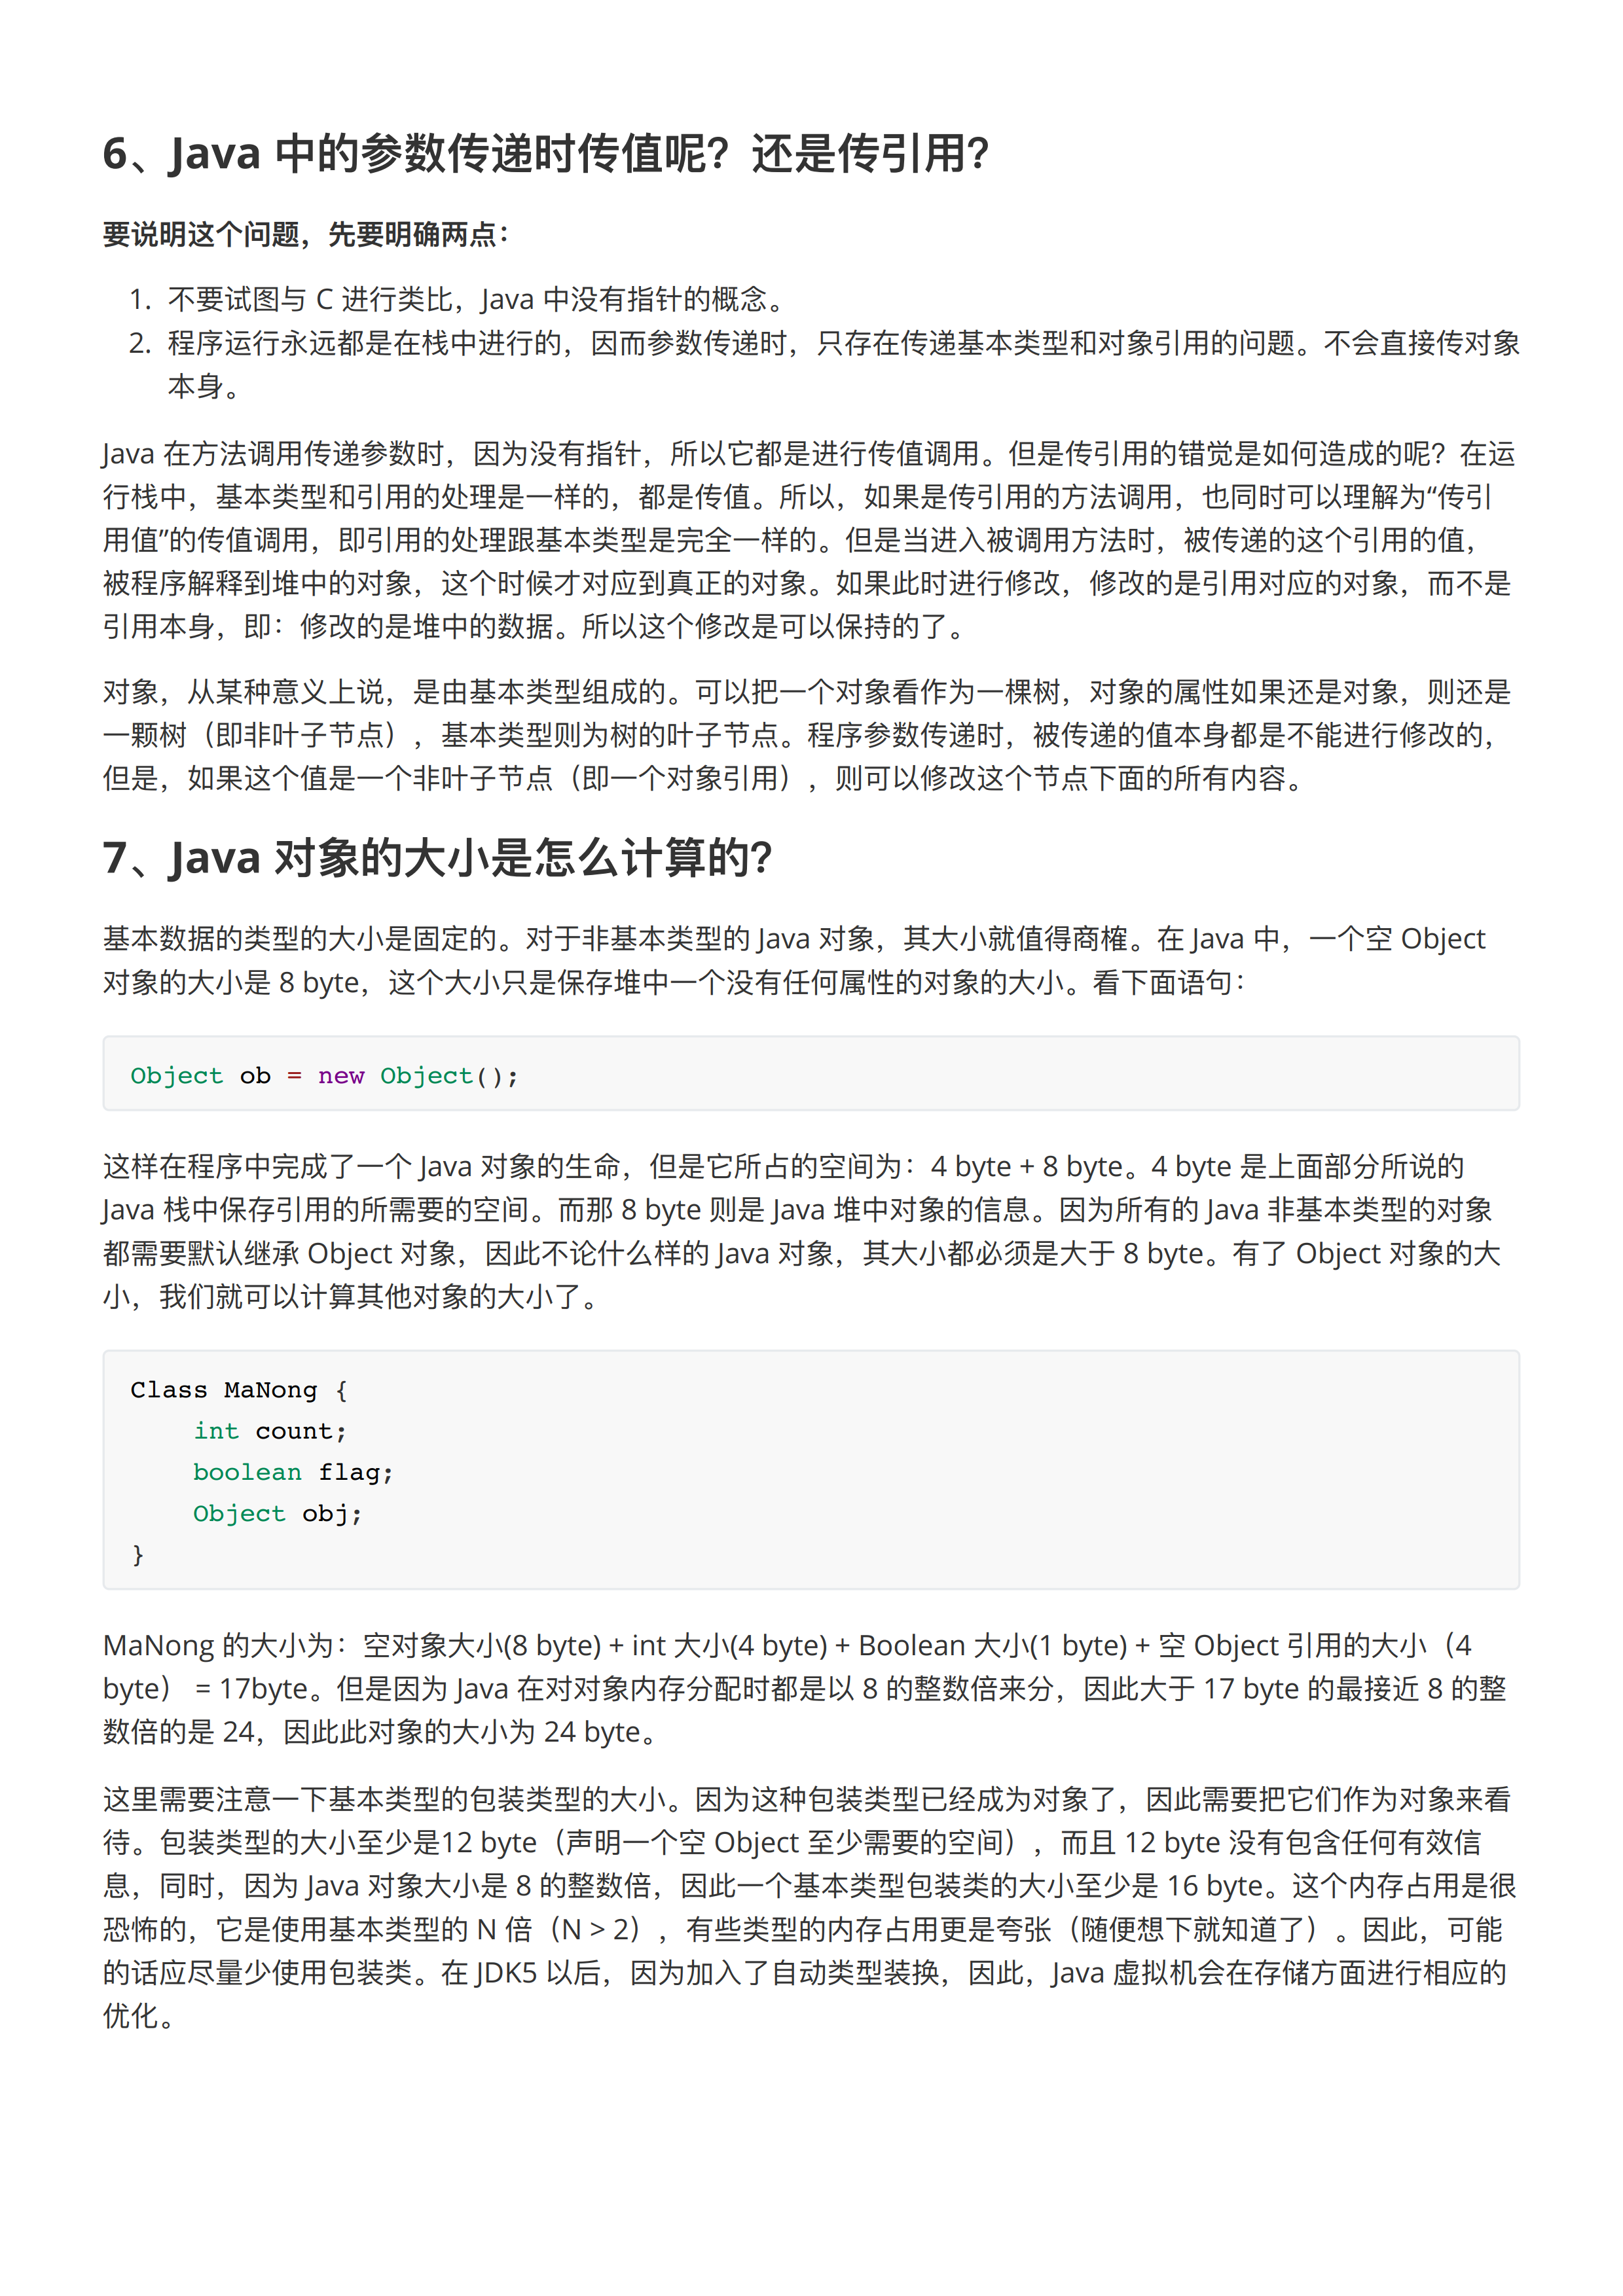 6、Java 中的参数传递时传值呢？还是传引用？
要说明这个问题，先要明确两点：
1. 不要试图与 C 进行类比，Java 中没有指针的概念。
2. 程序运行永远都是在栈中进行的，因而参数传递时，只存在传递基本类型和对象引用的问题。不会直接传对象
本身。
Java 在方法调用传递参数时，因为没有指针，所以它都是进行传值调用。但是传引用的错觉是如何造成的呢？在运
行栈中，基本类型和引用的处理是一样的，都是传值。所以，如果是传引用的方法调用，也同时可以理解为“传引
用值”的传值调用，即引用的处理跟基本类型是完全一样的。但是当进入被调用方法时，被传递的这个引用的值，
被程序解释到堆中的对象，这个时候才对应到真正的对象。如果此时进行修改，修改的是引用对应的对象，而不是
引用本身，即：修改的是堆中的数据。所以这个修改是可以保持的了。
对象，从某种意义上说，是由基本类型组成的。可以把一个对象看作为一棵树，对象的属性如果还是对象，则还是
一颗树（即非叶子节点），基本类型则为树的叶子节点。程序参数传递时，被传递的值本身都是不能进行修改的，
但是，如果这个值是一个非叶子节点（即一个对象引用），则可以修改这个节点下面的所有内容。
7、Java 对象的大小是怎么计算的？
基本数据的类型的大小是固定的。对于非基本类型的 Java 对象，其大小就值得商榷。在 Java 中，一个空 Object
对象的大小是 8 byte，这个大小只是保存堆中一个没有任何属性的对象的大小。看下面语句：
Object ob = new Object();
这样在程序中完成了一个 Java 对象的生命，但是它所占的空间为：4 byte + 8 byte。4 byte 是上面部分所说的
Java 栈中保存引用的所需要的空间。而那 8 byte 则是 Java 堆中对象的信息。因为所有的 Java 非基本类型的对象
都需要默认继承 Object 对象，因此不论什么样的 Java 对象，其大小都必须是大于 8 byte。有了 Object 对象的大
小，我们就可以计算其他对象的大小了。
Class MaNong {
    int count;
    boolean flag;
    Object obj;
}
MaNong 的大小为：空对象大小(8 byte) + int 大小(4 byte) + Boolean 大小(1 byte) + 空 Object 引用的大小（4
byte） = 17byte。但是因为 Java 在对对象内存分配时都是以 8 的整数倍来分，因此大于 17 byte 的最接近 8 的整
数倍的是 24，因此此对象的大小为 24 byte。
这里需要注意一下基本类型的包装类型的大小。因为这种包装类型已经成为对象了，因此需要把它们作为对象来看
待。包装类型的大小至少是12 byte（声明一个空 Object 至少需要的空间），而且 12 byte 没有包含任何有效信
息，同时，因为 Java 对象大小是 8 的整数倍，因此一个基本类型包装类的大小至少是 16 byte。这个内存占用是很
恐怖的，它是使用基本类型的 N 倍（N > 2），有些类型的内存占用更是夸张（随便想下就知道了）。因此，可能
的话应尽量少使用包装类。在 JDK5 以后，因为加入了自动类型装换，因此，Java 虚拟机会在存储方面进行相应的
优化。